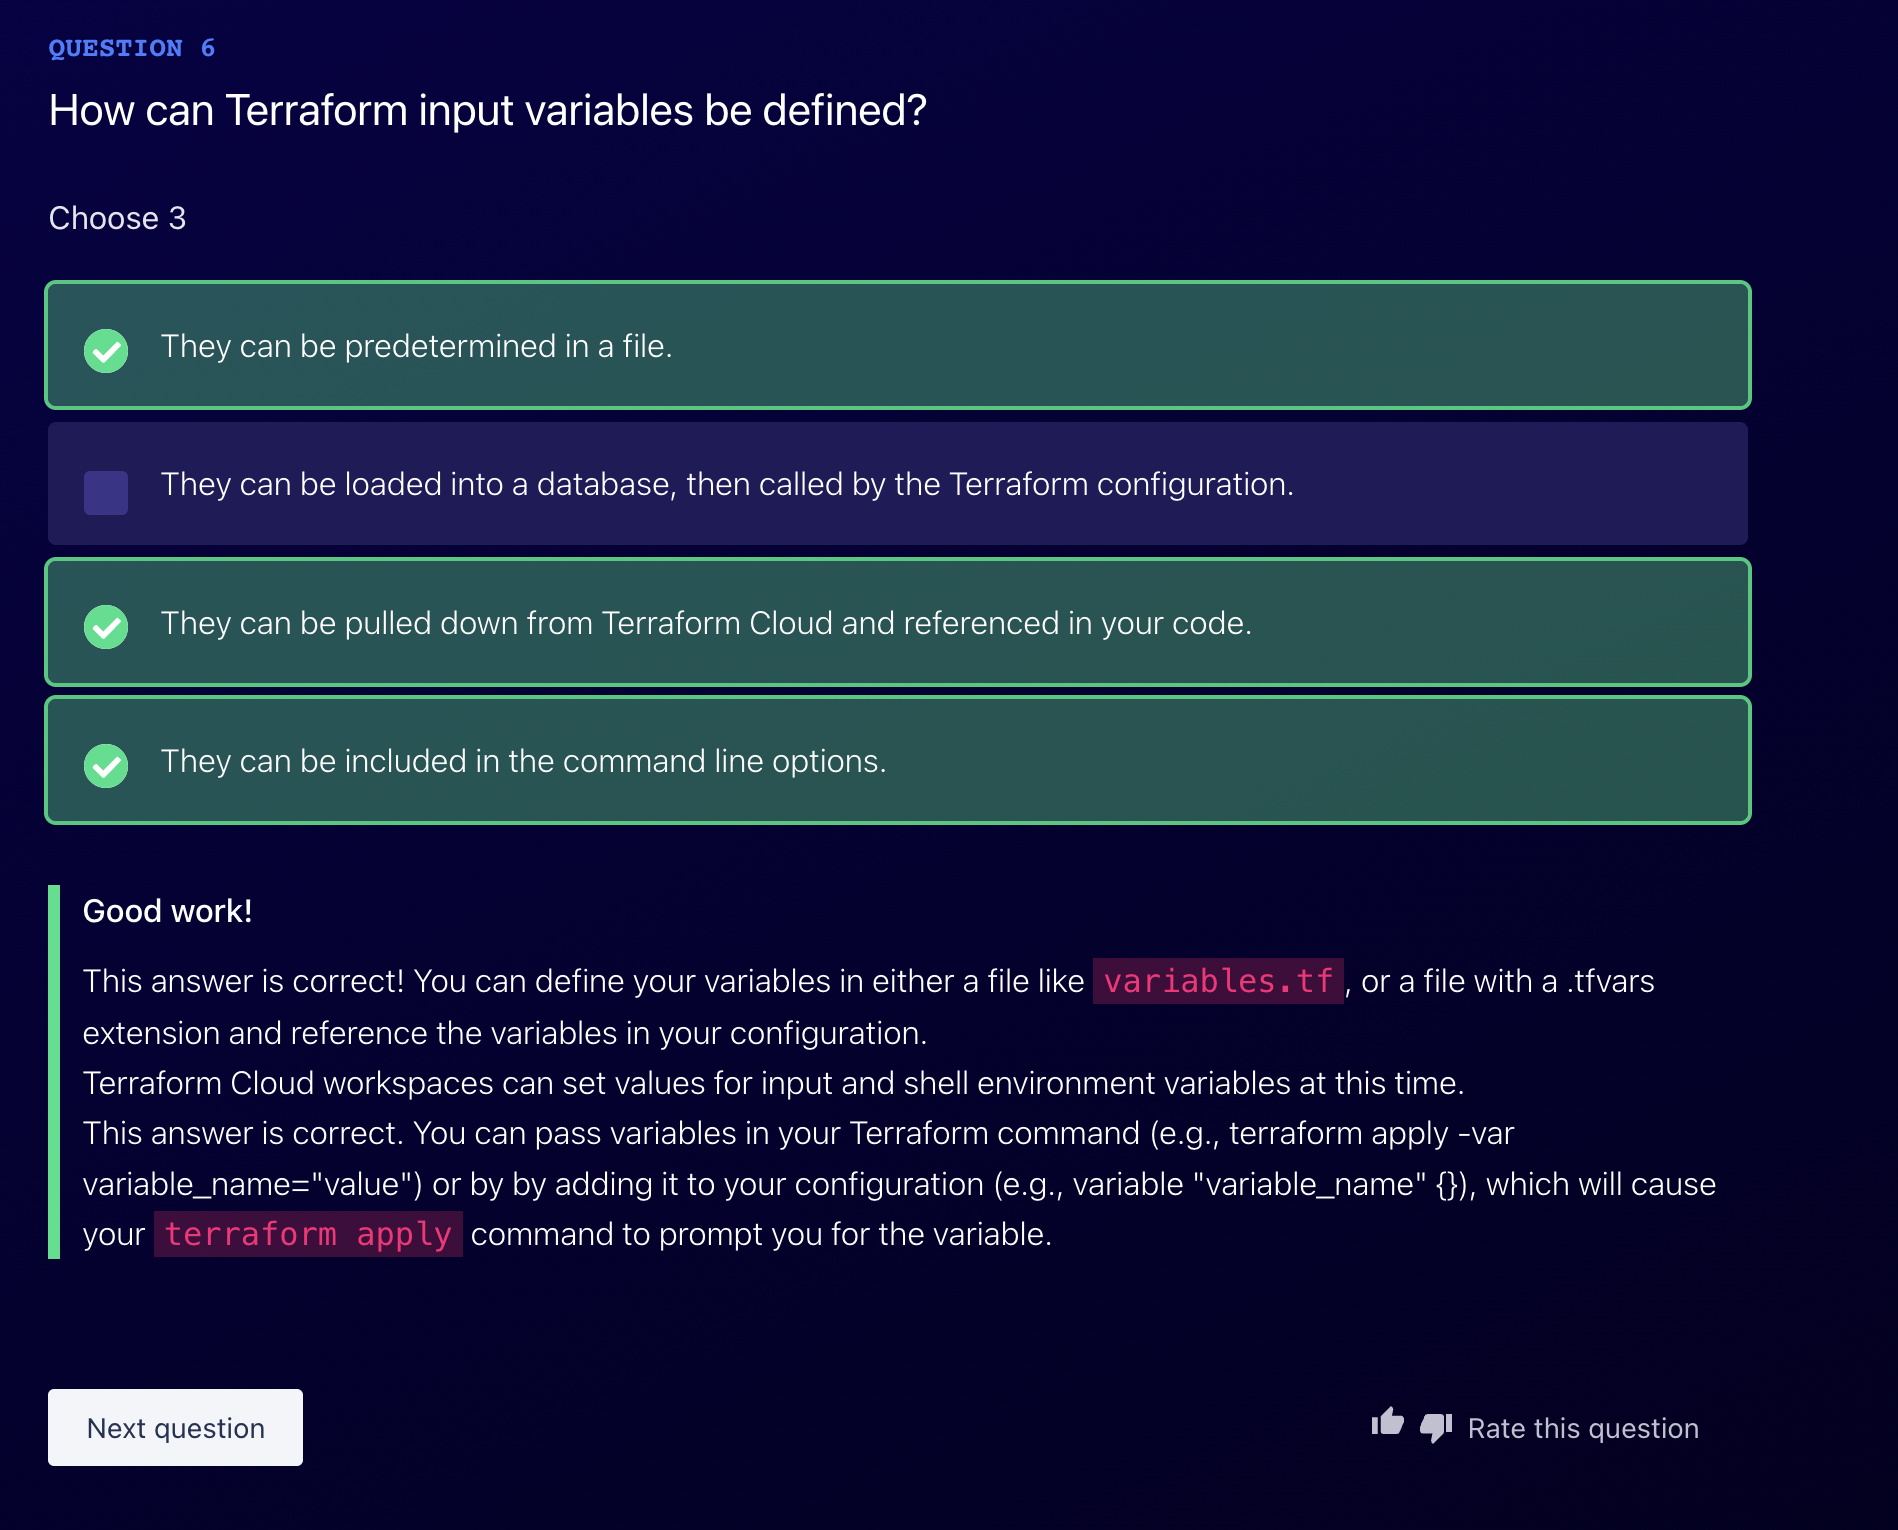 QUESTION 6
How can Terraform input variables be defined?
Choose 3
They can be predetermined in a file.
They can be loaded into a database, then called by the Terraform configuration.
They can be pulled down from Terraform Cloud and referenced in your code.
They can be included in the command line options.
Good work!
This answer is correct! You can define your variables in either a file like variables.tf, or a file with a .tfvars
extension and reference the variables in your configuration.
Terraform Cloud workspaces can set values for input and shell environment variables at this time.
This answer is correct. You can pass variables in your Terraform command (e.g., terraform apply -var
variable_name="value") or by by adding it to your configuration (e.g., variable "variable_name" {}), which will cause
your terraform apply command to prompt you for the variable.
Next question
Rate this question